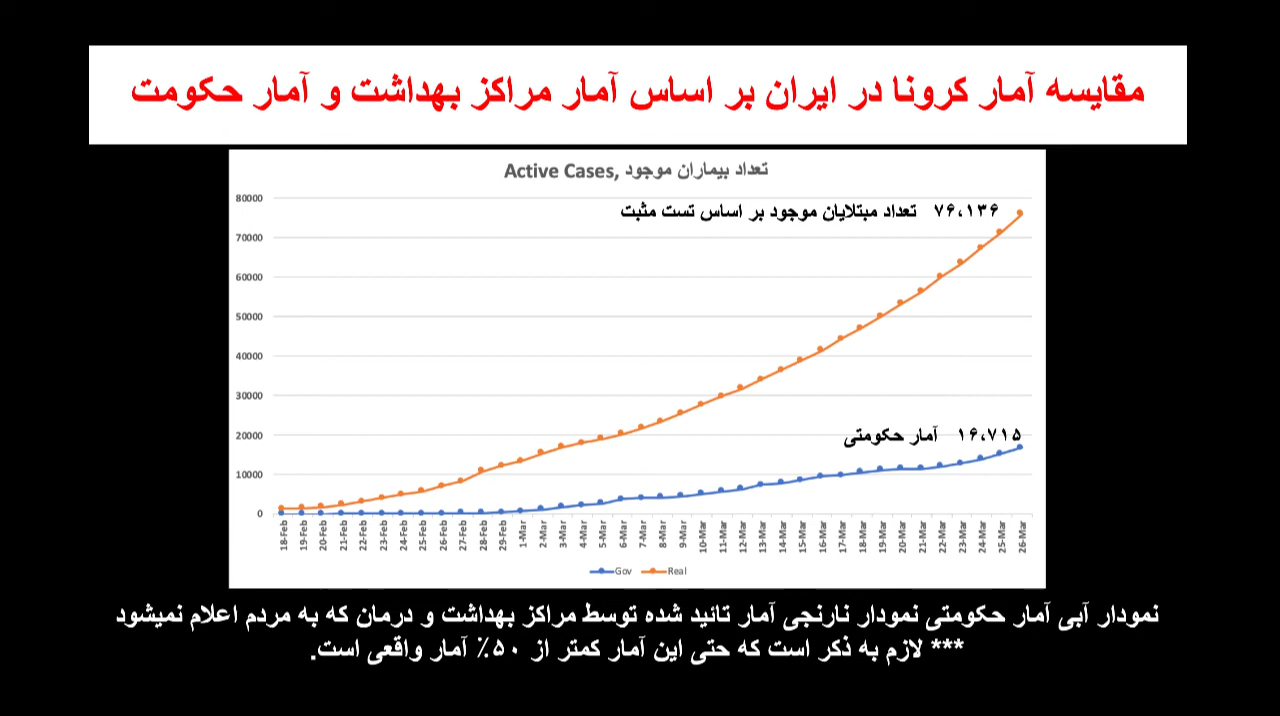 مقایسه آمار کرونا در ایران بر اساس آمار مراکز بهداشت و آمار حکومت
Active Cases, تعداد بیماران موجود
80000
۷۶،۱۳۶ تعداد مبتلایان موجود بر اساس تست مثبت
70000
60000
50000
40000
30000
20000
۱۶،۷۱۵ آمار حکومتی
10000
0
18-Feb 19-Feb 20-Feb 21-Feb 22-Feb 23-Feb 24-Feb 25-Feb 26-Feb 27-Feb 28-Feb 29-Feb 1-Mar 2-Mar 3-Mar 4-Mar 5-Mar 6-Mar 7-Mar 8-Mar 9-Mar 10-Mar 11-Mar 12-Mar 13-Mar 14-Mar 15-Mar 16-Mar 17-Mar 18-Mar 19-Mar 20-Mar 21-Mar 22-Mar 23-Mar 24-Mar 25-Mar 26-Mar
Gov Real
نمودار آبی آمار حکومتی نمودار نارنجی آمار تائید شده توسط مراکز بهداشت و درمان که به مردم اعلام نمیشود
*** لازم به ذکر است که حتی این آمار کمتر از ۵۰٪ آمار واقعی است.